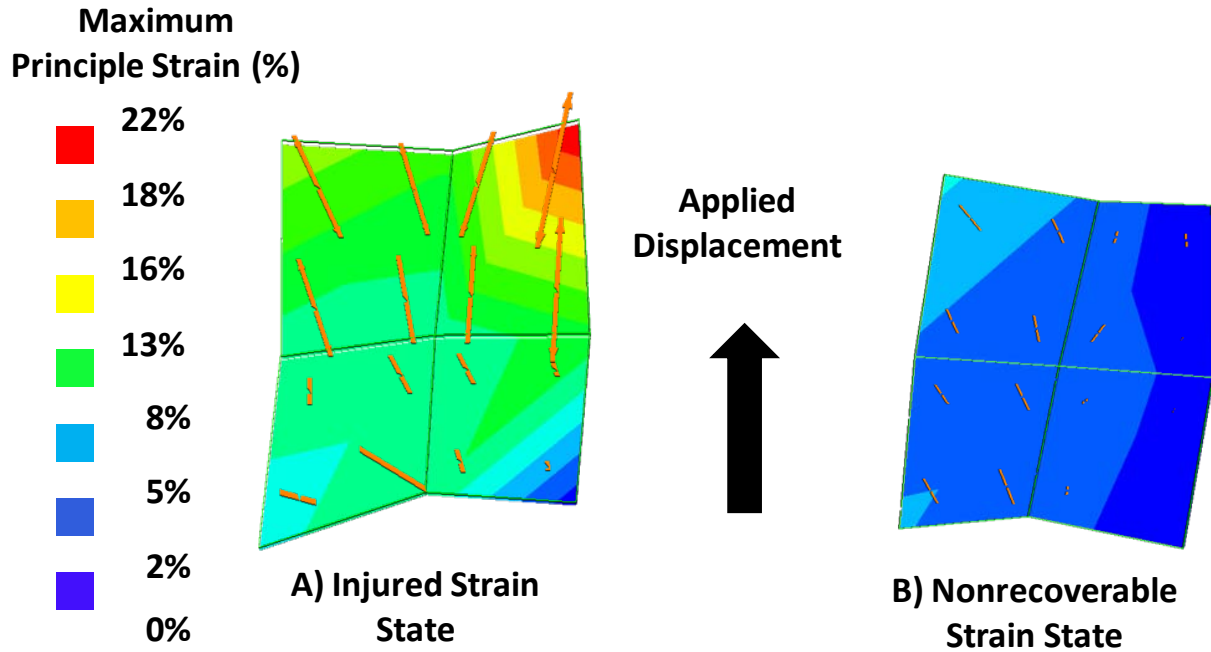 Maximum
Principle Strain (%)
22%
18%
16%
13%
8%
5%
2%
0%
Applied
Displacement
A) Injured Strain
State
B) Nonrecoverable
Strain State